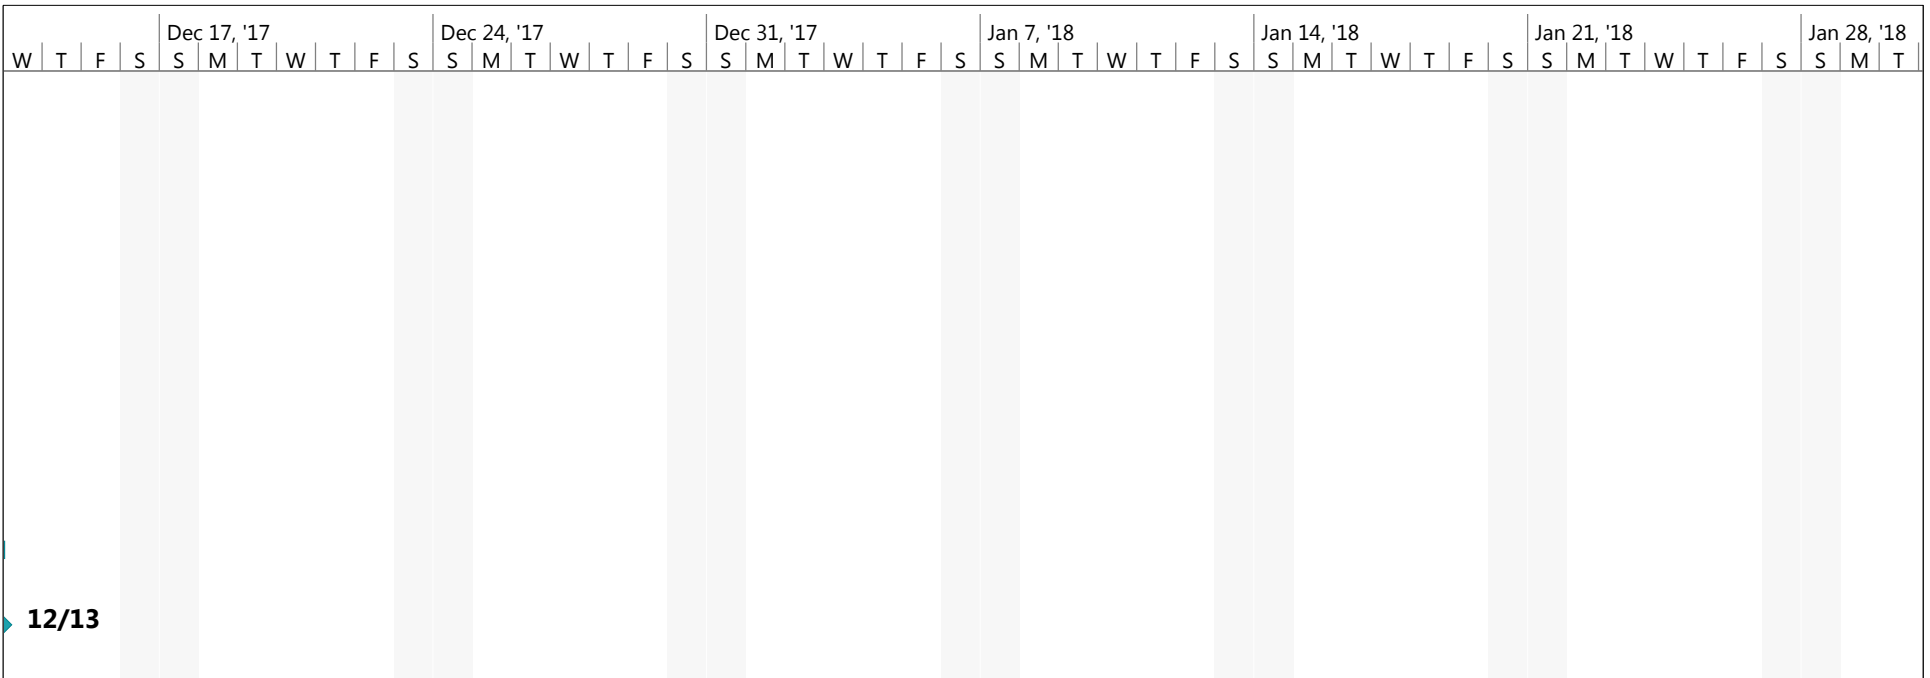 Dec 17, '17 Dec 24, '17 Dec 31, '17 Jan 7, '18 Jan 14, '18 Jan 21, '18 Jan 28, '18
W T F S S M T W T F S S M T W T F S S M T W T F S S M T W T F S S M T W T F S S M T W T F S S M T
12/13